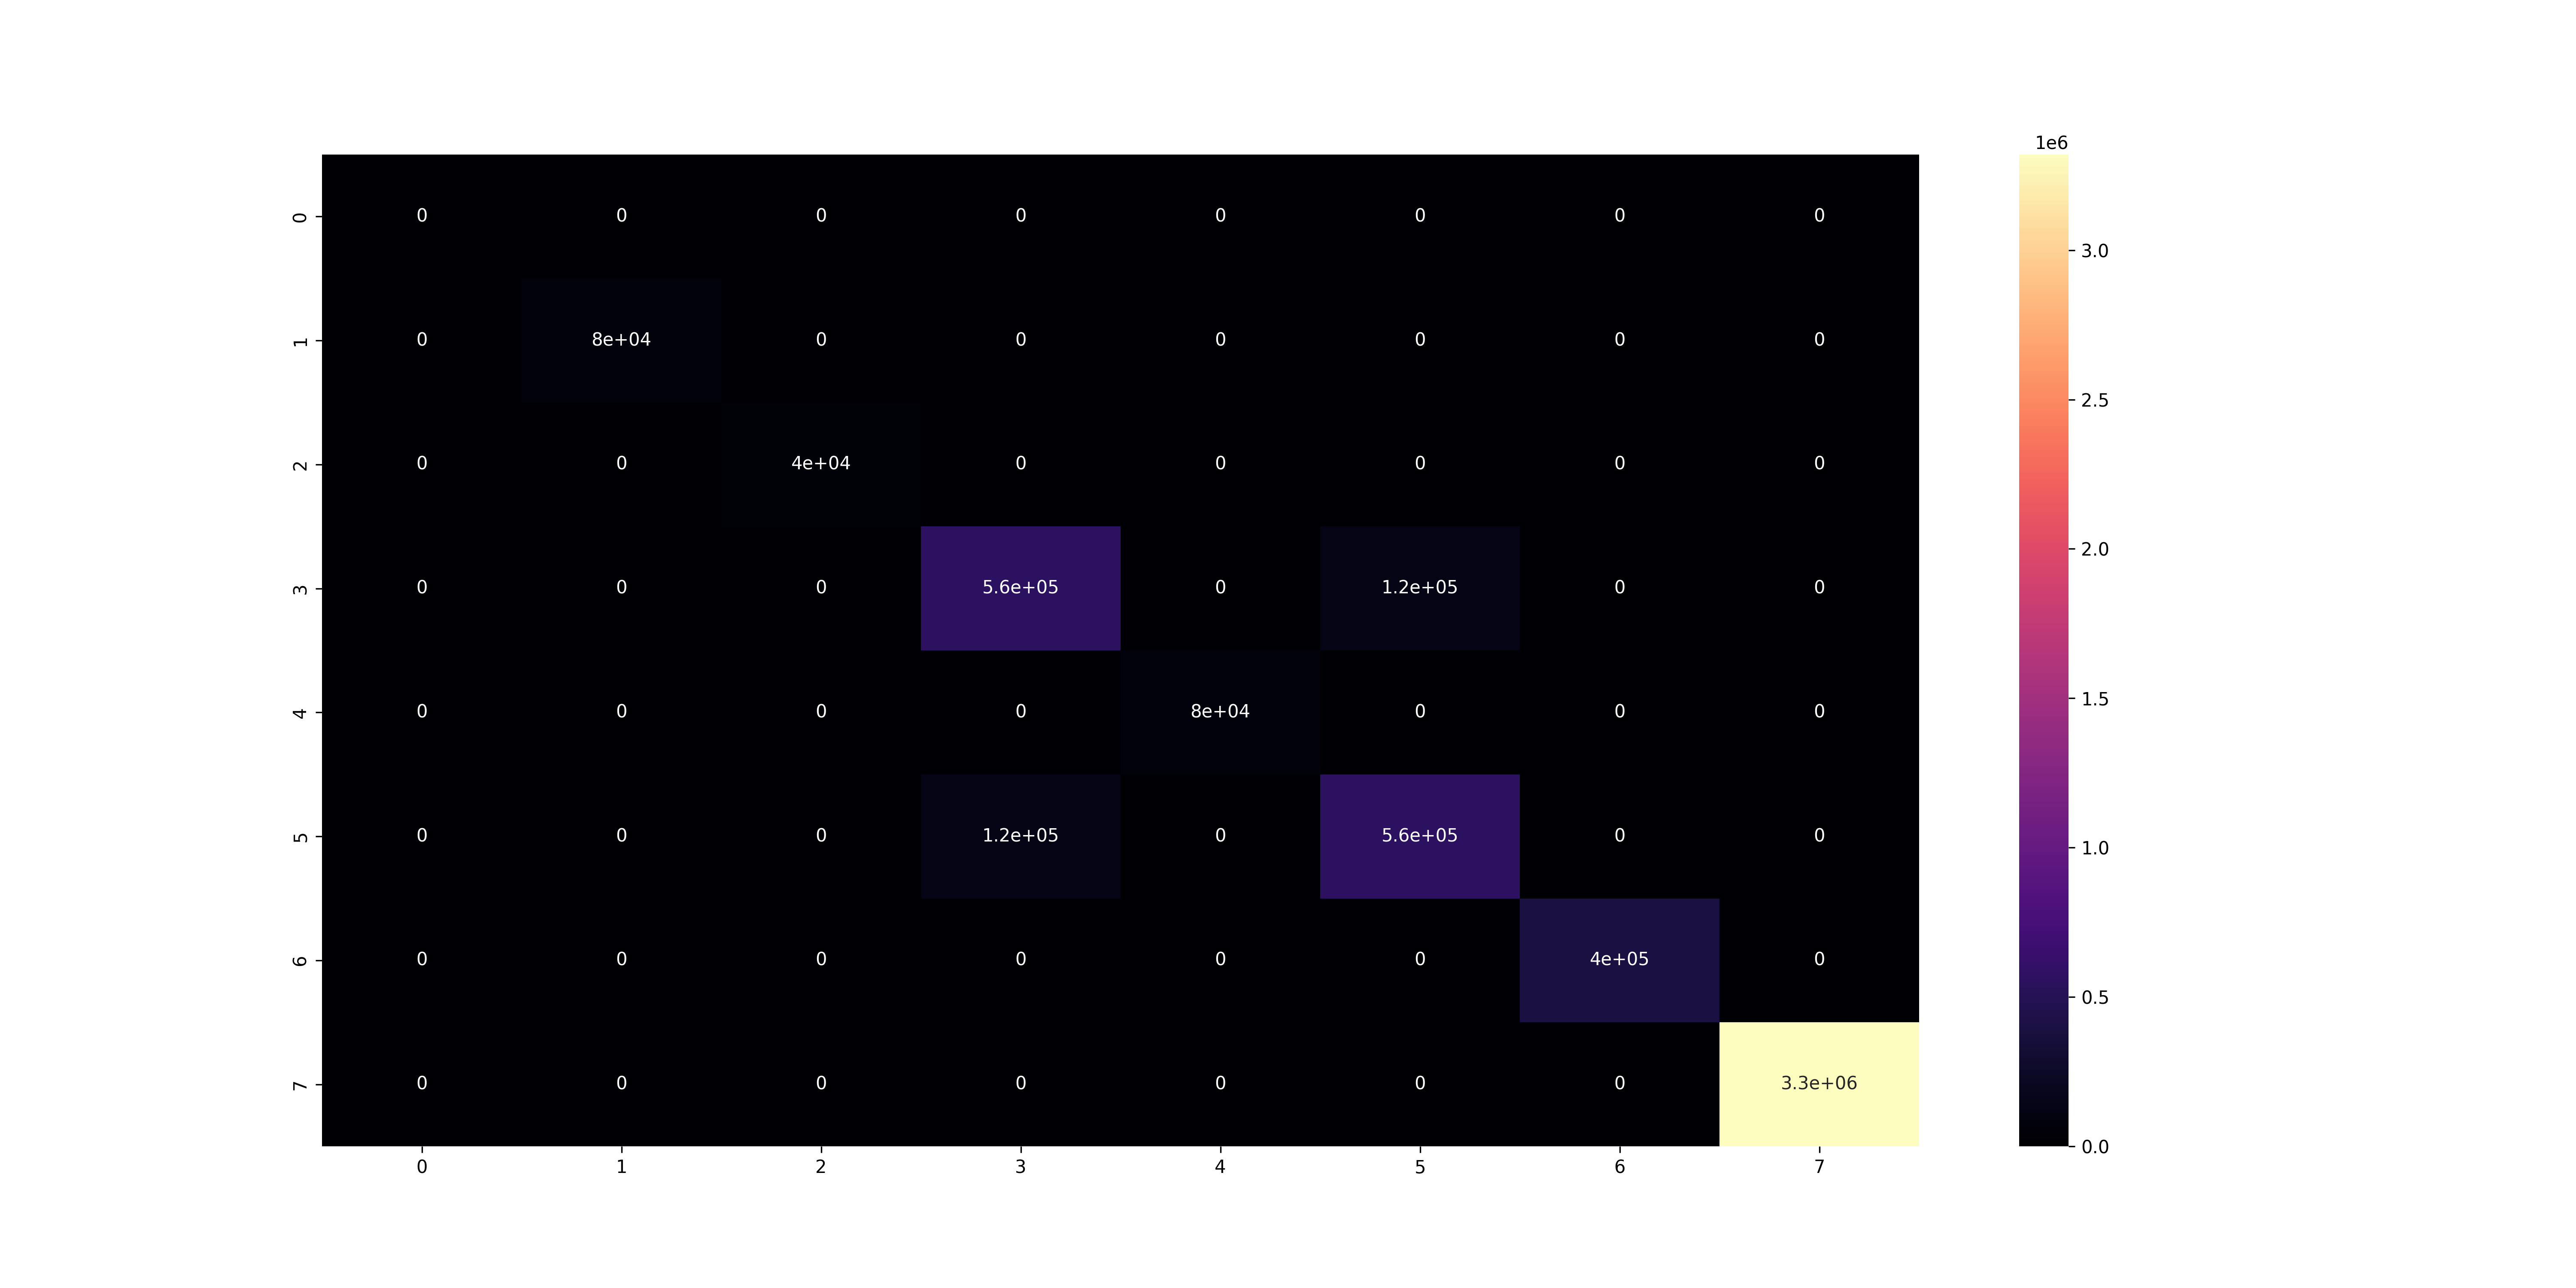 1e6
0 0 0 0 0 0 0 0 0
1 0 8e+04 0 0 0 0 0 0
2 0 0 4e+04 0 0 0 0 0
3 0 0 0 5.6e+05 0 1.2e+05 0 0
4 0 0 0 0 8e+04 0 0 0
5 0 0 0 1.2e+05 0 5.6e+05 0 0
6 0 0 0 0 0 0 4e+05 0
7 0 0 0 0 0 0 0 3.3e+06
0 1 2 3 4 5 6 7
3.0
2.5
2.0
1.5
1.0
0.5
0.0